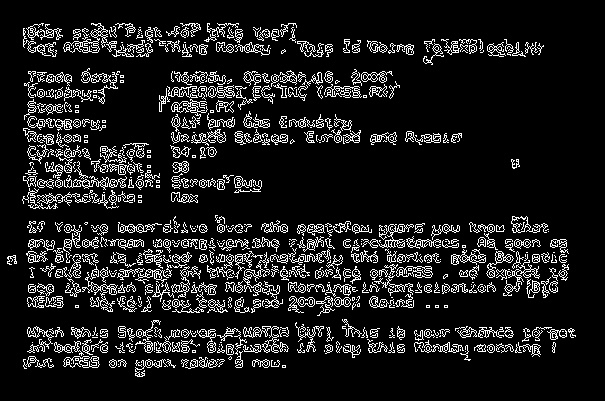 Best Stock Pick For This Year!
Get ARSS First Thing Monday , This Is Going To Explode!
Trade Date: Monday, October 16, 2006
Company: AMEROSSI EC INC (ARSS.PK)
Stock: ARSS.PK
Category: Oil and Gas Industry
Region: United States, Europe and Russia
Current Price: $4.10
1 Week Target: $8
Recommendation: Strong Buy
Expectations: Max
If You've been alive over the past few years you know that
any stock can move given the right circumstances. As soon as
an alert is issued almost instantly the market goes Bolistic
! Take advantage on the current price on ARSS , we expect to
see it begin climbing Monday Morning in anticipation of BIG
NEWS . We feel you could see 200-300% Gains ...
When this Stock moves - WATCH OUT! This is your chance to get
in before it BLOWS. Big watch in play this Monday morning !
Put ARSS on your radar's now.